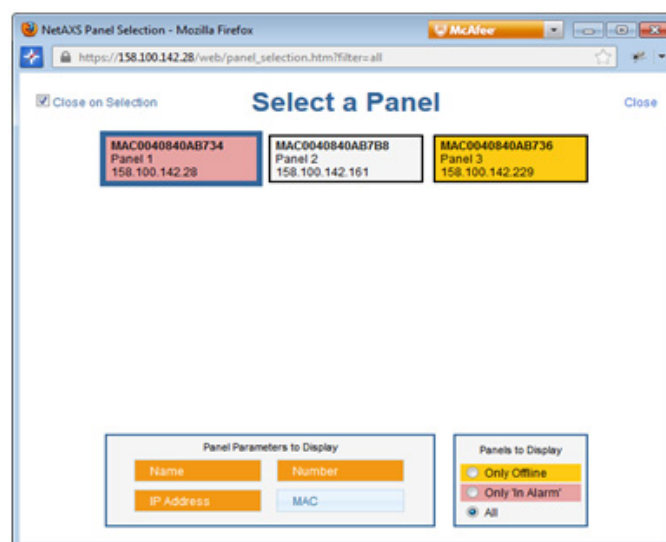 NetAXS Panel Selection - Mozilla Firefox
McAfee
https://158.100.142.28/web/panel_selection.htm?filter=all
Close on Selection
Select a Panel
Close
MAC0040840AB734
Panel 1
158.100.142.28
MAC0040840AB7B8
Panel 2
158.100.142.161
MAC0040840AB736
Panel 3
158.100.142.229
Panel Parameters to Display
Name
Number
IP Address
MAC
Panels to Display
Only Offline
Only 'In Alarm'
All